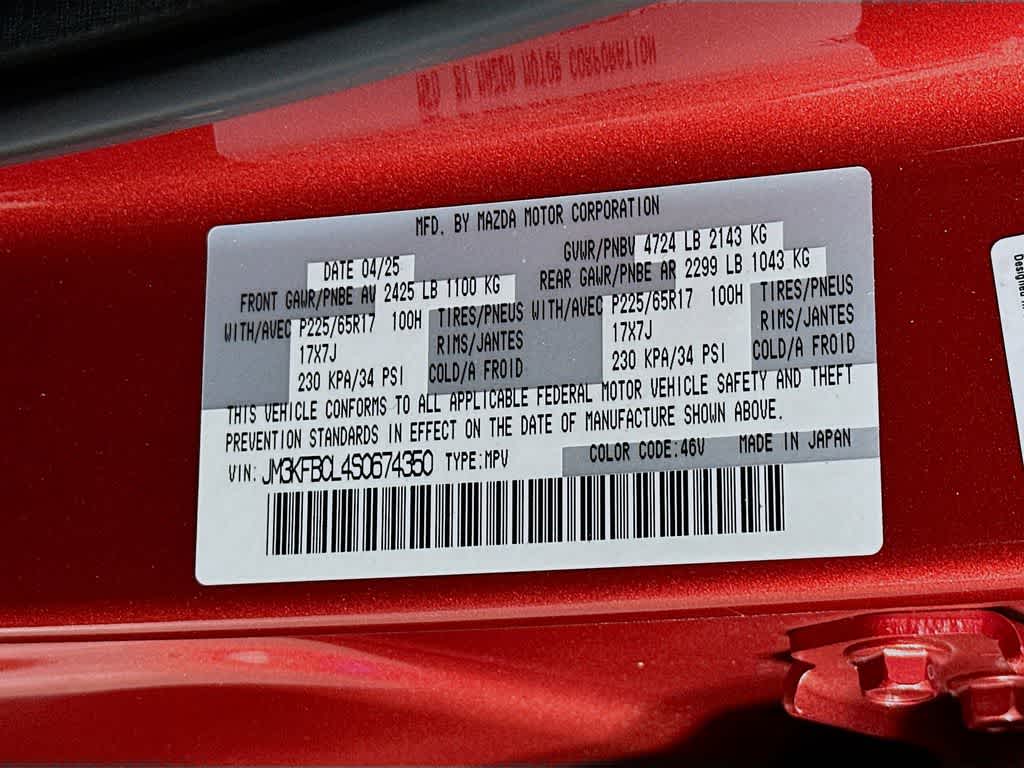 MFD. BY MAZDA MOTOR CORPORATION
DATE 04/25 GVWR/PNBV 4724 LB 2143 KG
FRONT GAWR/PNBE AV 2425 LB 1100 KG REAR GAWR/PNBE AR 2299 LB 1043 KG
WITH/AVEC P225/65R17 100H TIRES/PNEUS WITH/AVEC P225/65R17 100H TIRES/PNEUS
17X7J RIMS/JANTES 17X7J RIMS/JANTES
230 KPA/34 PSI COLD/A FROID 230 KPA/34 PSI COLD/A FROID
THIS VEHICLE CONFORMS TO ALL APPLICABLE FEDERAL MOTOR VEHICLE SAFETY AND THEFT
PREVENTION STANDARDS IN EFFECT ON THE DATE OF MANUFACTURE SHOWN ABOVE.
VIN: JM3KFBCL4S0674350 TYPE:MPV COLOR CODE:46V MADE IN JAPAN
Designed